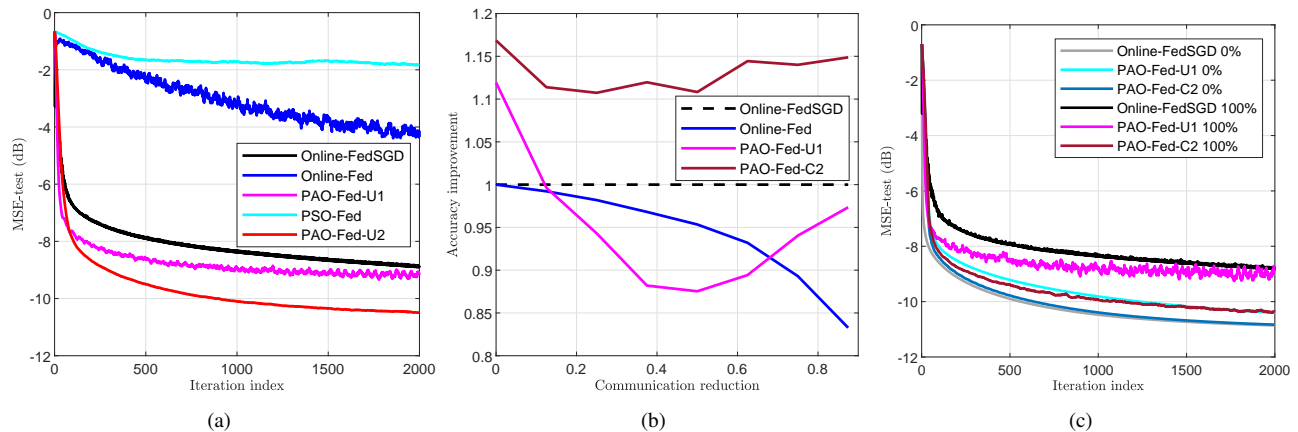 0
-2
-4
-6
-8
-10
-12
MSE-test (dB)
0 500 1000 1500 2000
Iteration index
Online-FedSGD
Online-Fed
PAO-Fed-U1
PSO-Fed
PAO-Fed-U2
(a)
1.2
1.15
1.1
1.05
1
0.95
0.9
0.85
0.8
Accuracy improvement
0 0.2 0.4 0.6 0.8
Communication reduction
Online-FedSGD
Online-Fed
PAO-Fed-U1
PAO-Fed-C2
(b)
0
-2
-4
-6
-8
-10
-12
MSE-test (dB)
0 500 1000 1500 2000
Iteration index
Online-FedSGD 0%
PAO-Fed-U1 0%
PAO-Fed-C2 0%
Online-FedSGD 100%
PAO-Fed-U1 100%
PAO-Fed-C2 100%
(c)